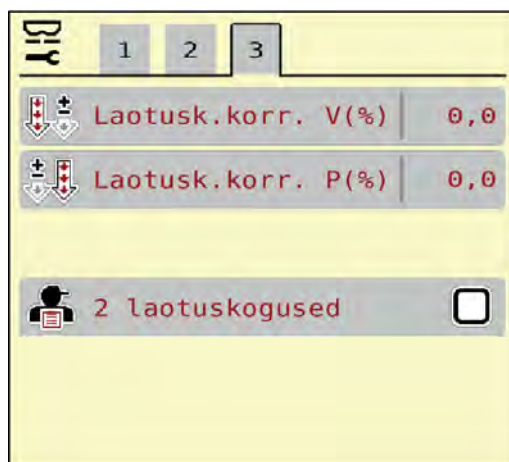 1 2 3
Laotusk.korr. V(%) 0,0
Laotusk.korr. P(%) 0,0
2 laotuskogused